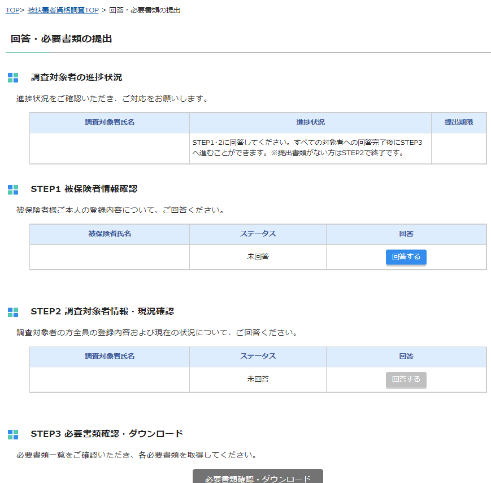 TOP> 被扶養者資格調査TOP > 回答・必要書類の提出
回答・必要書類の提出
調査対象者の進捗状況
進捗状況をご確認いただき、ご対応をお願いします。
調査対象者氏名 進捗状況 提出期限
STEP1･2に回答してください。すべての対象者への回答完了後にSTEP3
へ進むことができます。※提出書類がない方はSTEP2で終了です。
STEP1 被保険者情報確認
被保険者様ご本人の登録内容について、ご回答ください。
被保険者氏名 ステータス 回答
未回答 回答する
STEP2 調査対象者情報・現況確認
調査対象者の方全員の登録内容および現在の状況について、ご回答ください。
調査対象者氏名 ステータス 回答
未回答 回答する
STEP3 必要書類確認・ダウンロード
必要書類一覧をご確認いただき、各必要書類を取得してください。
必要書類確認・ダウンロード